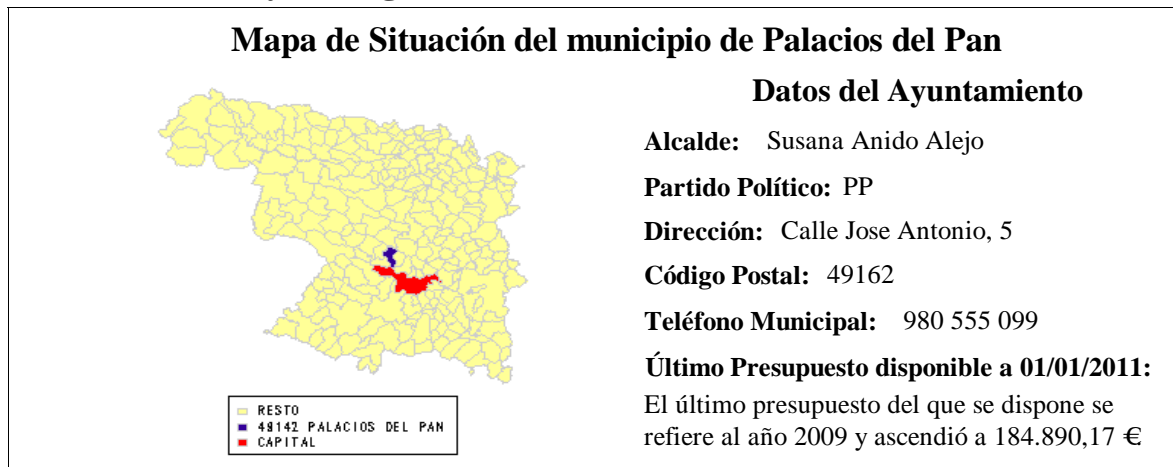 Mapa de Situación del municipio de Palacios del Pan
Datos del Ayuntamiento
Alcalde: Susana Anido Alejo
Partido Político: PP
Dirección: Calle Jose Antonio, 5
Código Postal: 49162
Teléfono Municipal: 980 555 099
Último Presupuesto disponible a 01/01/2011:
El último presupuesto del que se dispone se
refiere al año 2009 y ascendió a 184.890,17 €
RESTO
49142 PALACIOS DEL PAN
CAPITAL